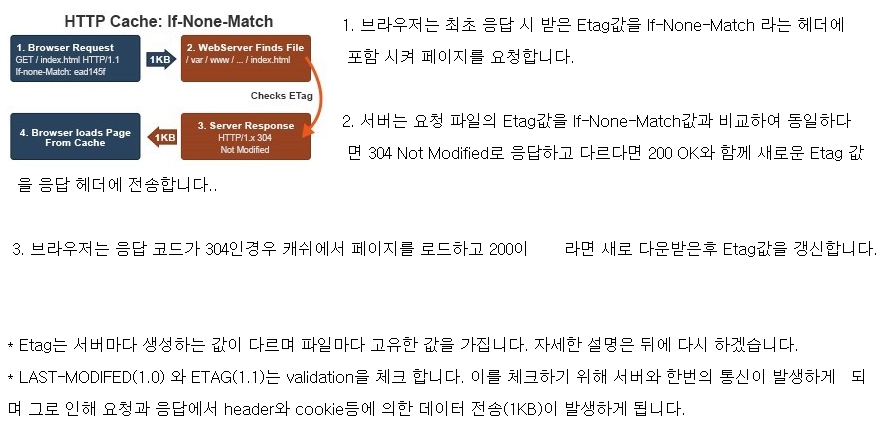 HTTP Cache: If-None-Match
1. Browser Request
GET / index.html HTTP/1.1
If-none-Match: ead145f
1KB
2. WebServer Finds File
/ var / www / ... / index.html
Checks ETag
3. Server Response
HTTP/1.x 304
Not Modified
1KB
4. Browser loads Page
From Cache
1. 브라우저는 최초 응답 시 받은 Etag값을 If-None-Match 라는 헤더에
포함 시켜 페이지를 요청합니다.
2. 서버는 요청 파일의 Etag값을 If-None-Match값과 비교하여 동일하다
면 304 Not Modified로 응답하고 다르다면 200 OK와 함께 새로운 Etag 값
을 응답 헤더에 전송합니다..
3. 브라우저는 응답 코드가 304인경우 캐쉬에서 페이지를 로드하고 200이 라면 새로 다운받은후 Etag값을 갱신합니다.
* Etag는 서버마다 생성하는 값이 다르며 파일마다 고유한 값을 가집니다. 자세한 설명은 뒤에 다시 하겠습니다.
* LAST-MODIFED(1.0) 와 ETAG(1.1)는 validation을 체크 합니다. 이를 체크하기 위해 서버와 한번의 통신이 발생하게 되
며 그로 인해 요청과 응답에서 header와 cookie등에 의한 데이터 전송(1KB)이 발생하게 됩니다.